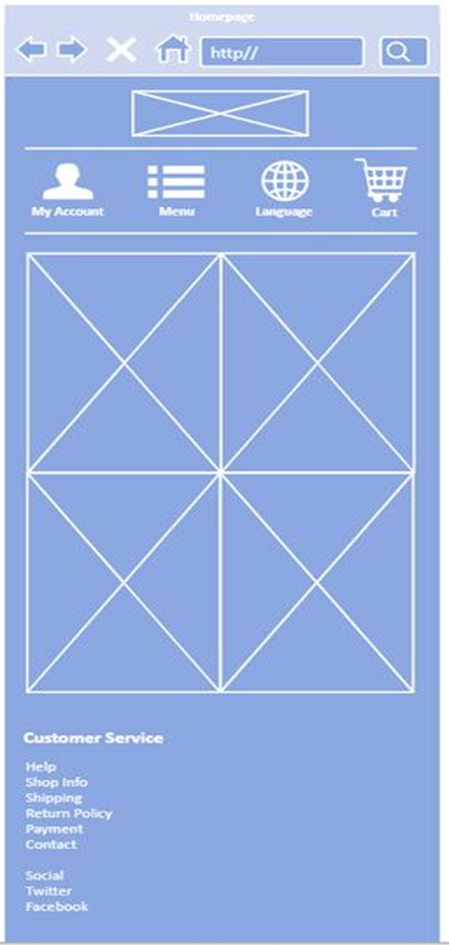 Homepage
http//
My Account Menu Language Cart
Customer Service
Help
Shop Info
Shipping
Return Policy
Payment
Contact
Social
Twitter
Facebook